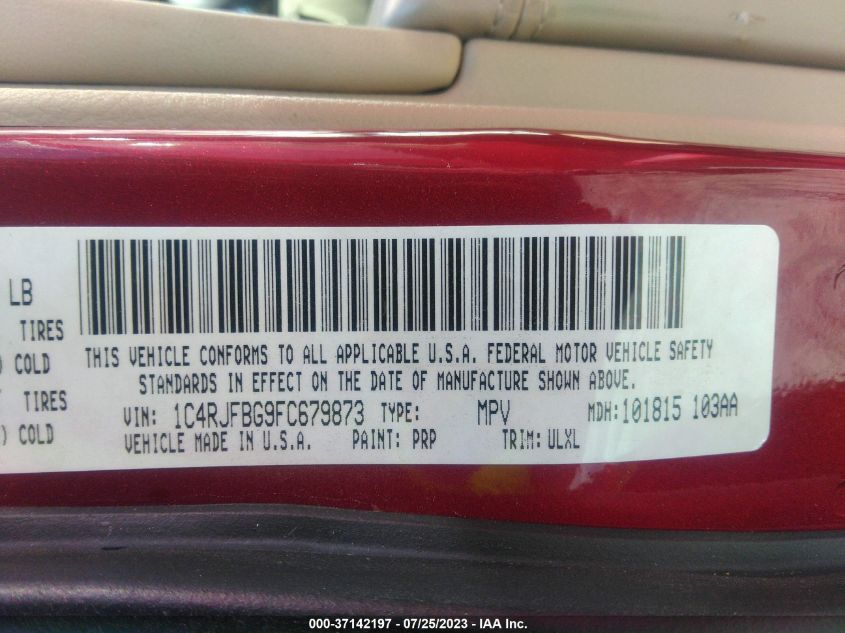 LB
TIRES
) COLD
TIRES
) COLD
THIS VEHICLE CONFORMS TO ALL APPLICABLE U.S.A. FEDERAL MOTOR VEHICLE SAFETY
STANDARDS IN EFFECT ON THE DATE OF MANUFACTURE SHOWN ABOVE.
VIN: 1C4RJFBG9FC679873 TYPE: MPV MDH:101815 103AA
VEHICLE MADE IN U.S.A. PAINT: PRP TRIM: ULXL
000-37142197 - 07/25/2023 - IAA Inc.